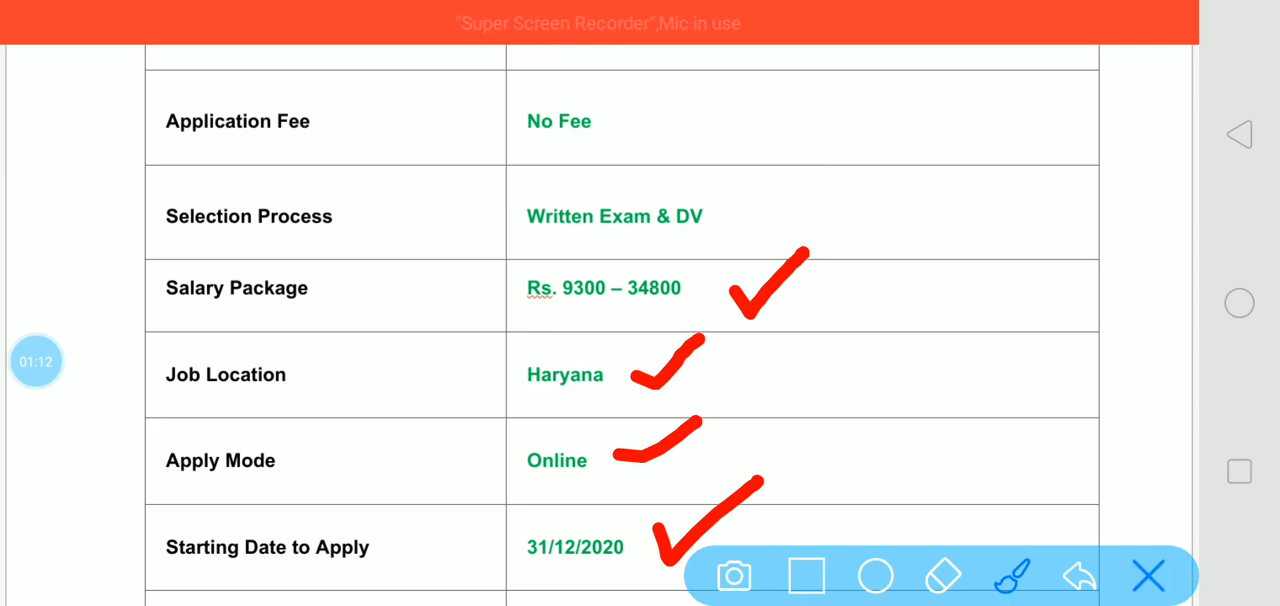 "Super Screen Recorder",Mic in use
Application Fee No Fee
Selection Process Written Exam & DV
Salary Package Rs. 9300 – 34800
01:12
Job Location Haryana
Apply Mode Online
Starting Date to Apply 31/12/2020